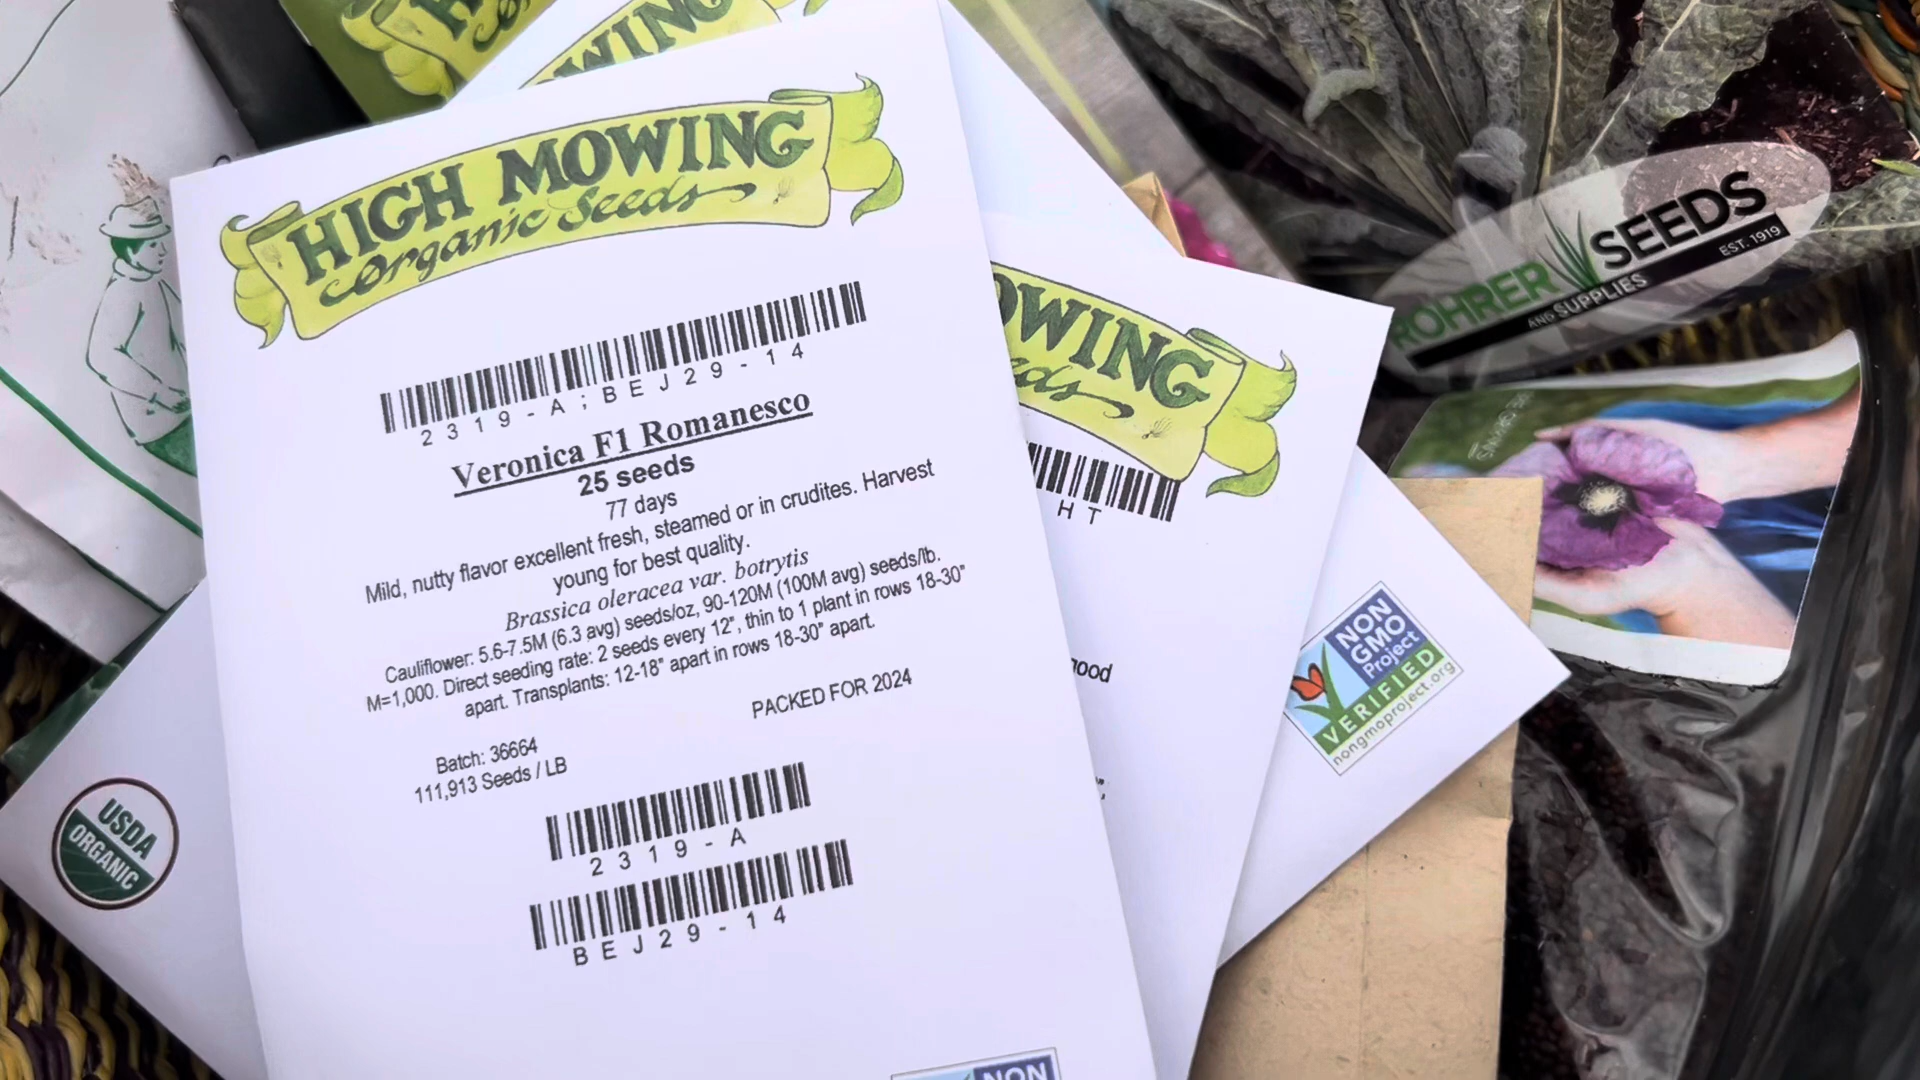 WING
HIGH MOWING
Organic Seeds
2319-A;BEJ29-14
Veronica F1 Romanesco
25 seeds
77 days
Mild, nutty flavor excellent fresh, steamed or in crudites. Harvest
young for best quality.
Brassica oleracea var. botrytis
Cauliflower: 5.6-7.5M (6.3 avg) seeds/oz, 90-120M (100M avg) seeds/lb.
M=1,000. Direct seeding rate: 2 seeds every 12", thin to 1 plant in rows 18-30"
apart. Transplants: 12-18" apart in rows 18-30" apart.
PACKED FOR 2024
Batch: 36664
111,913 Seeds / LB
2319-A
BEJ29-14
NON
USDA
ORGANIC
OWING
eds
HT
ood
NON
GMO
Project
VERIFIED
nongmoproject.org
ROHRER SEEDS
AND SUPPLIES
EST. 1919